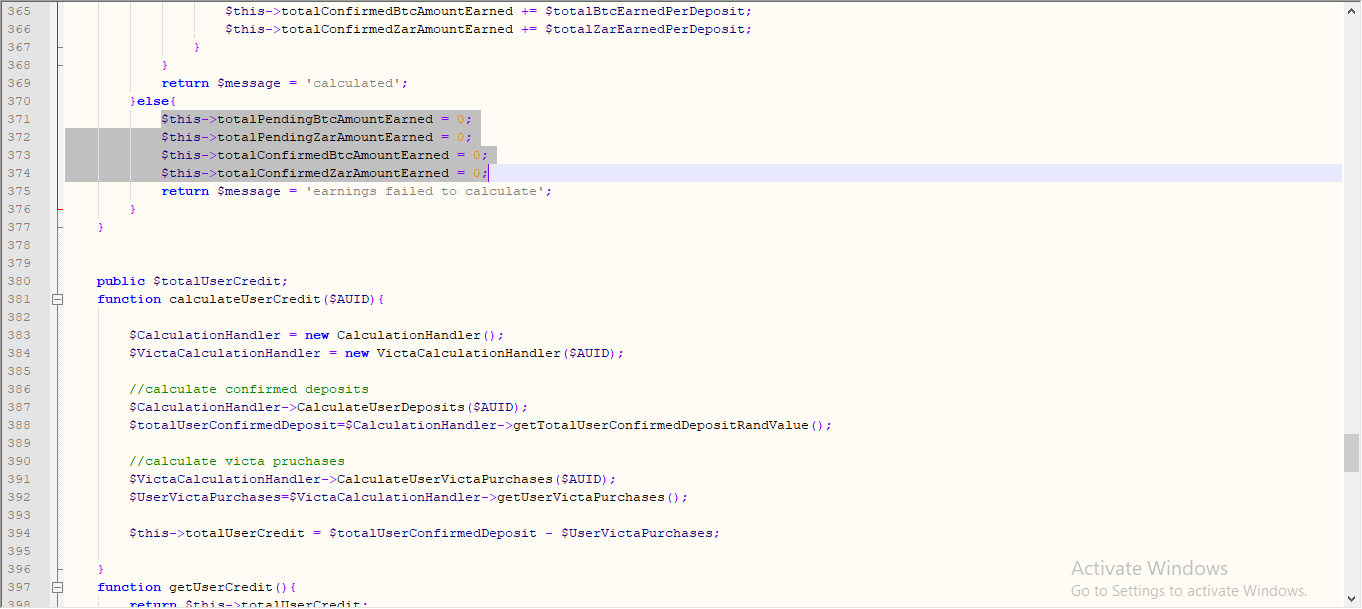 365 $this->totalConfirmedBtcAmountEarned += $totalBtcEarnedPerDeposit;
366 $this->totalConfirmedZarAmountEarned += $totalZarEarnedPerDeposit;
367 }
368 }
369 return $message = 'calculated';
370 }else{
371 $this->totalPendingBtcAmountEarned = 0;
372 $this->totalPendingZarAmountEarned = 0;
373 $this->totalConfirmedBtcAmountEarned = 0;
374 $this->totalConfirmedZarAmountEarned = 0;
375 return $message = 'earnings failed to calculate';
376 }
377 }
378
379
380 public $totalUserCredit;
381 function calculateUserCredit($AUID){
382
383 $CalculationHandler = new CalculationHandler();
384 $VictaCalculationHandler = new VictaCalculationHandler($AUID);
385
386 //calculate confirmed deposits
387 $CalculationHandler->CalculateUserDeposits($AUID);
388 $totalUserConfirmedDeposit=$CalculationHandler->getTotalUserConfirmedDepositRandValue();
389
390 //calculate victa pruchases
391 $VictaCalculationHandler->CalculateUserVictaPurchases($AUID);
392 $UserVictaPurchases=$VictaCalculationHandler->getUserVictaPurchases();
393
394 $this->totalUserCredit = $totalUserConfirmedDeposit - $UserVictaPurchases;
395
396 }
397 function getUserCredit(){
398 return $this->totalUserCredit;
Activate Windows
Go to Settings to activate Windows.